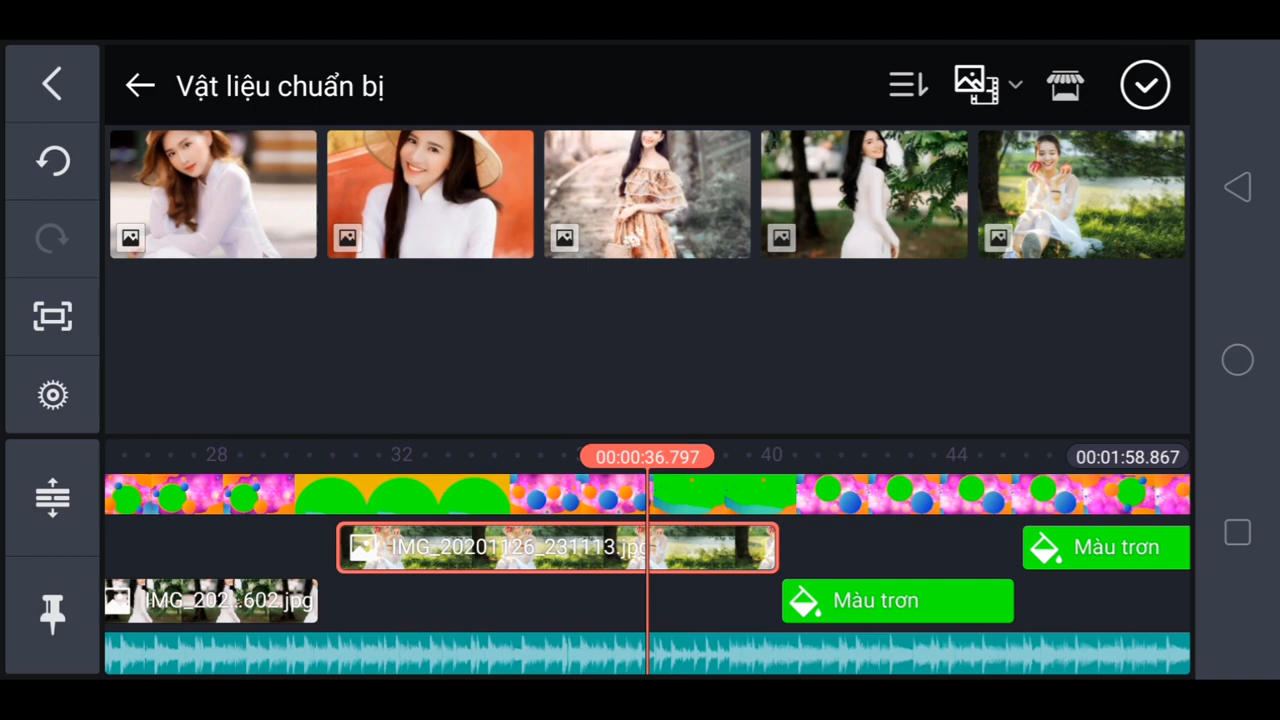 Vật liệu chuẩn bị
28 32 40 44
00:00:36.797
00:01:58.867
IMG_20201126_231113.jpg
Màu trơn
IMG_202...602.jpg
Màu trơn